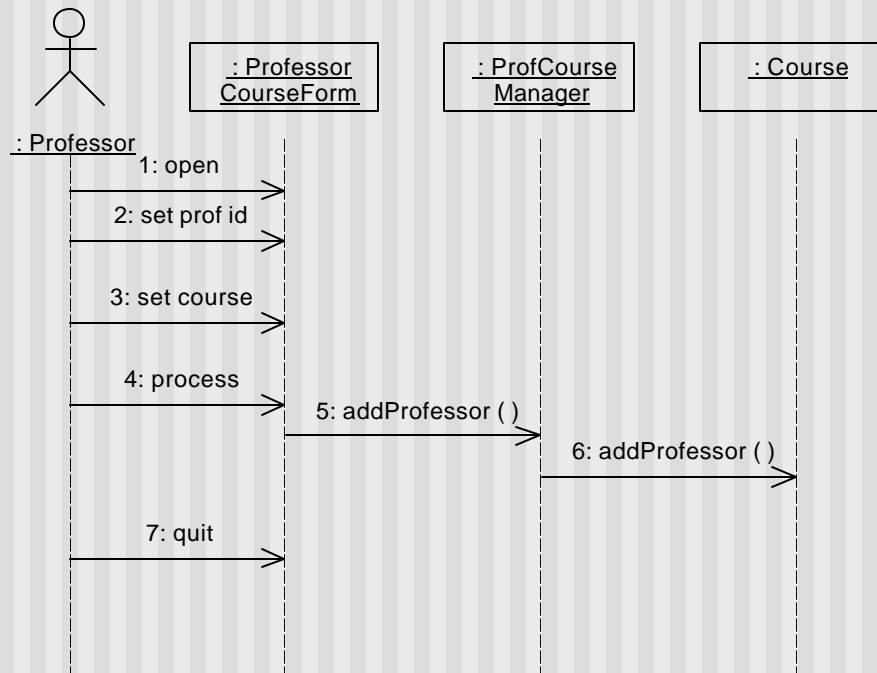 : Professor
CourseForm
: ProfCourse
Manager
: Course
: Professor
1: open
2: set prof id
3: set course
4: process
5: addProfessor ( )
6: addProfessor ( )
7: quit